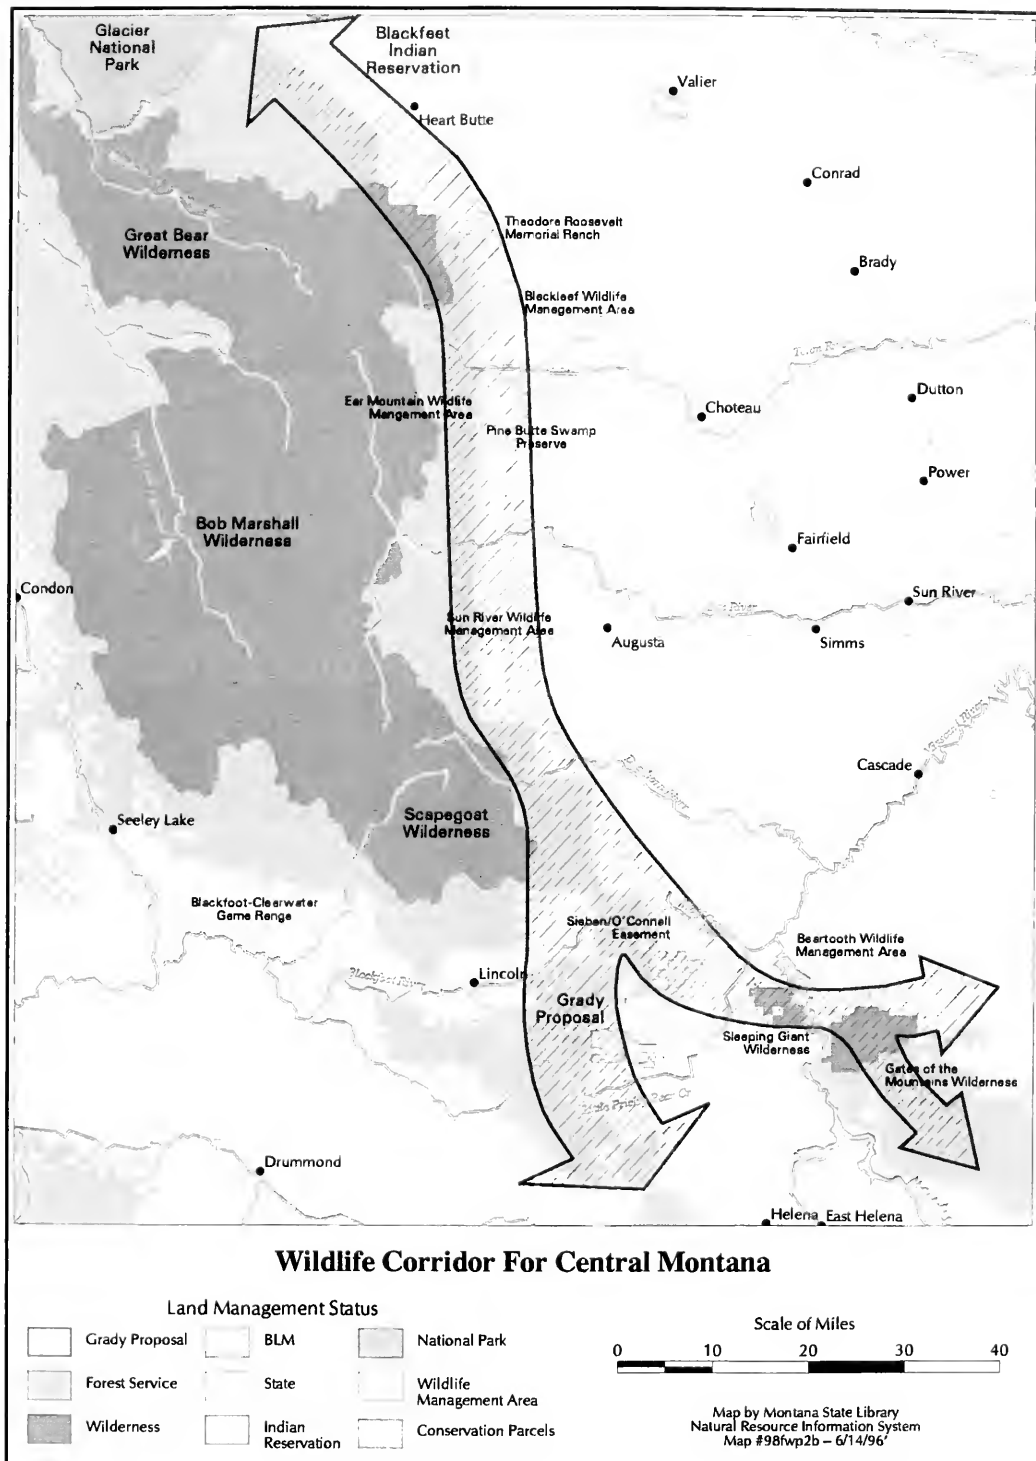 Glacier
National
Park
Blackfeet
Indian
Reservation
Heart Butte
Valier
Conrad
Theodore Roosevelt
Memorial Ranch
Great Bear
Wilderness
Brady
Blackleaf Wildlife
Management Area
Ear Mountain Wildlife
Mangement Area
Dutton
Choteau
Pine Butte Swamp
Preserve
Power
Bob Marshall
Wilderness
Fairfield
Condon
Sun River
Sun River Wildlife
Management Area
Augusta
Simms
Cascade
Seeley Lake
Scapegoat
Wilderness
Blackfoot-Clearwater
Game Range
Sieben/O'Connell
Easement
Beartooth Wildlife
Management Area
Lincoln
Blackfoot River
Grady
Proposal
Sleeping Giant
Wilderness
Gates of the
Mountains Wilderness
Drummond
Helena
East Helena
Wildlife Corridor For Central Montana
Land Management Status
Grady Proposal
BLM
National Park
Forest Service
State
Wildlife
Management Area
Wilderness
Indian
Reservation
Conservation Parcels
Scale of Miles
0 10 20 30 40
Map by Montana State Library
Natural Resource Information System
Map #98fwp2b – 6/14/96'